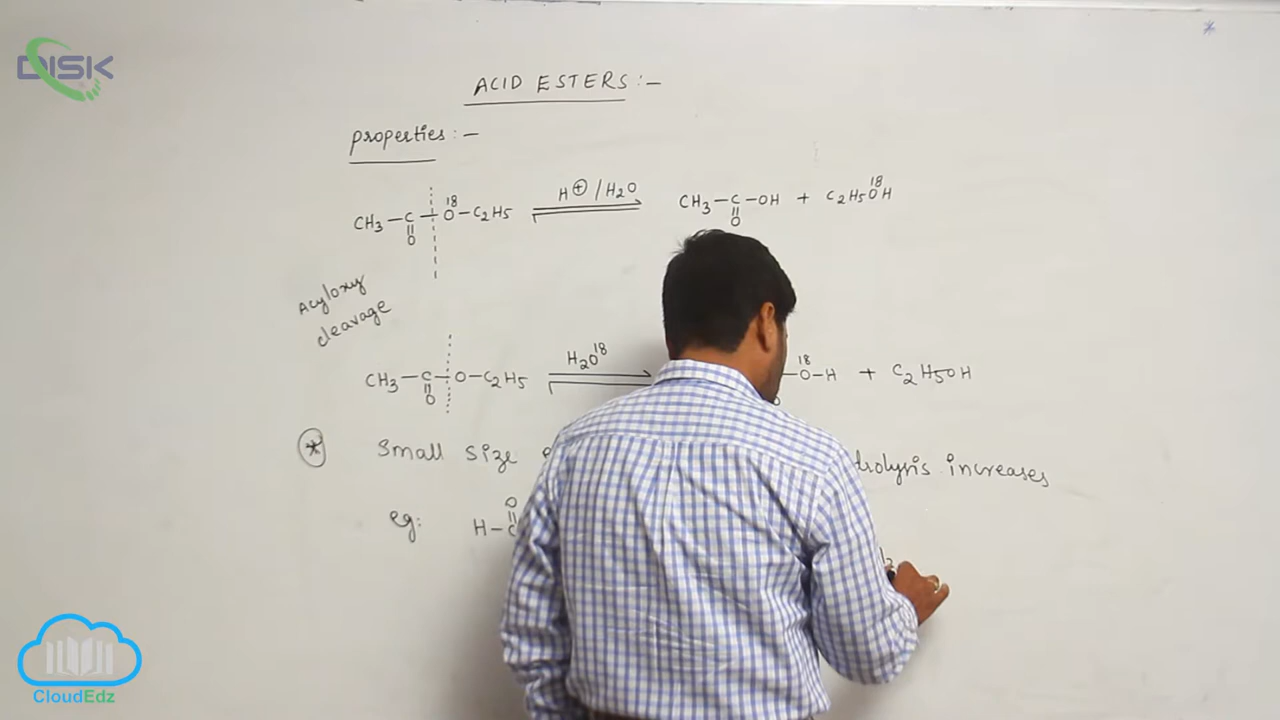 DISK
ACID ESTERS :-
properties :-
CH3 - C - O - C2H5 H⊕ / H2O CH3 - C - OH + C2H5OH
18 18
O O
Acyloxy
cleavage
CH3 - C - O - C2H5 H2O18 O - H + C2H5OH
18
O
* Small size increases
eg: H - C
O
CloudEdz